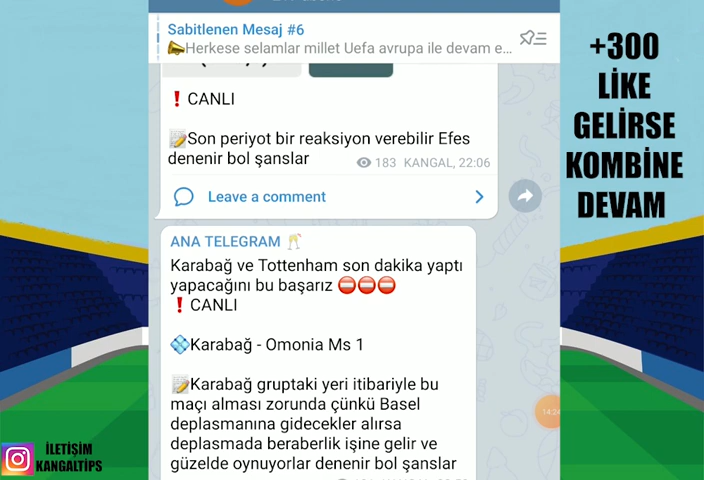 Sabitlenen Mesaj #6
📣Herkese selamlar millet Uefa avrupa ile devam e...
+300
LİKE
GELİRSE
KOMBİNE
DEVAM
❗CANLI
📝Son periyot bir reaksiyon verebilir Efes
denenir bol şanslar
183 KANGAL, 22:06
Leave a comment
ANA TELEGRAM 🥂
Karabağ ve Tottenham son dakika yaptı
yapacağını bu başarız ⛔⛔⛔
❗CANLI
💠Karabağ - Omonia Ms 1
📝Karabağ gruptaki yeri itibariyle bu
maçı alması zorunda çünkü Basel
deplasmanına gidecekler alırsa
deplasmada beraberlik işine gelir ve
güzelde oynuyorlar denenir bol şanslar
14:24
İLETİŞİM
KANGALTİPS